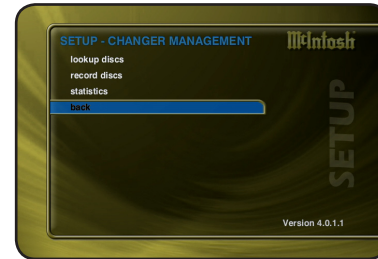 SETUP - CHANGER MANAGEMENT
McIntosh
lookup discs
record discs
statistics
back
SETUP
Version 4.0.1.1